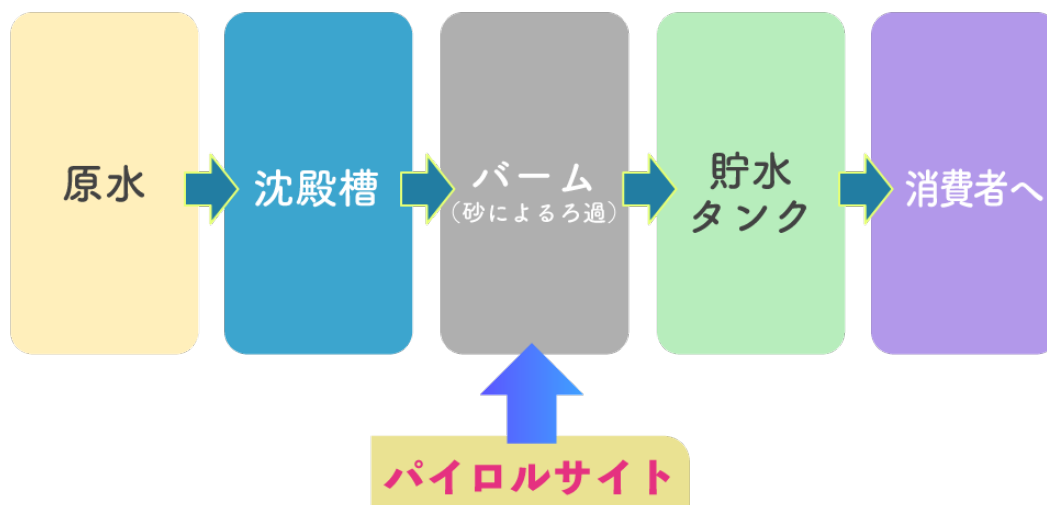 原水
沈殿槽
バーム
（砂によるろ過）
貯水
タンク
消費者へ
パイロルサイト